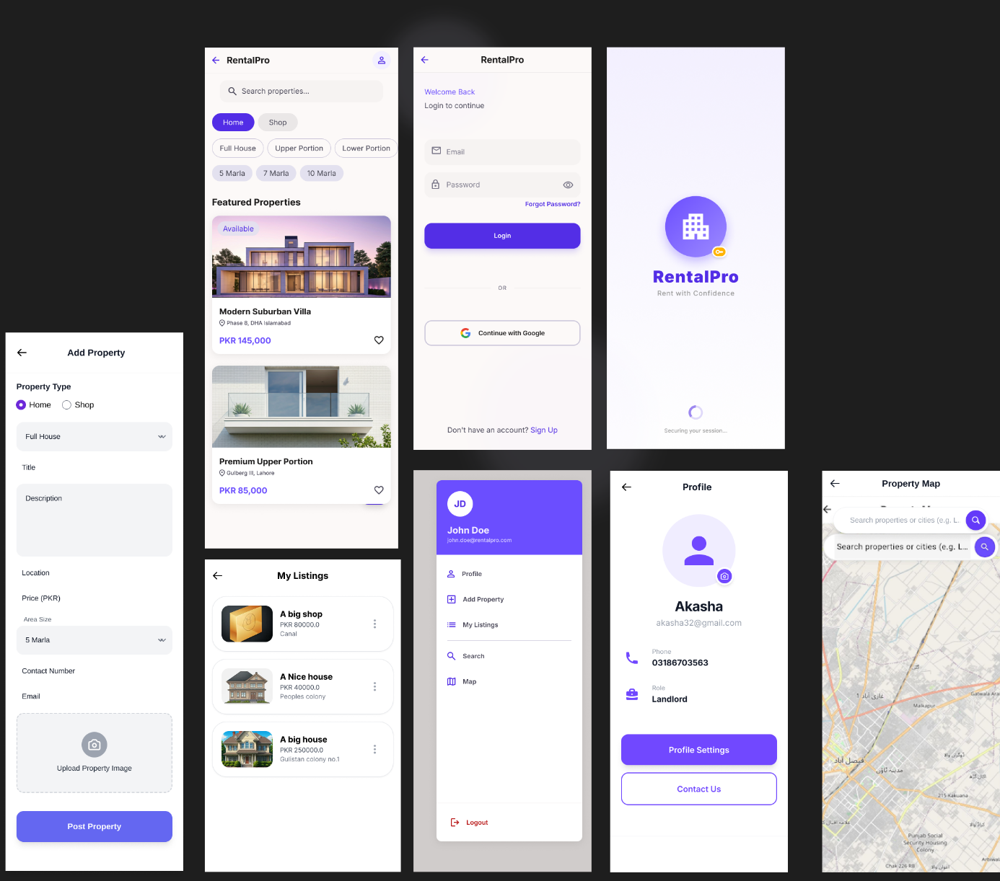 RentalPro
Search properties...
Home
Shop
Full House
Upper Portion
Lower Portion
5 Marla
7 Marla
10 Marla
Featured Properties
Available
Modern Suburban Villa
Phase 8, DHA Islamabad
PKR 145,000
Premium Upper Portion
Gulberg III, Lahore
PKR 85,000
RentalPro
Welcome Back
Login to continue
Email
Password
Forgot Password?
Login
OR
Continue with Google
Don't have an account? Sign Up
RentalPro
Rent with Confidence
Securing your session...
Add Property
Property Type
Home
Shop
Full House
Title
Description
Location
Price (PKR)
Area Size
5 Marla
Contact Number
Email
Upload Property Image
Post Property
My Listings
A big shop
PKR 80000.0
Canal
A Nice house
PKR 40000.0
Peoples colony
A big house
PKR 250000.0
Gulistan colony no.1
JD
John Doe
john.doe@rentalpro.com
Profile
Add Property
My Listings
Search
Map
Logout
Profile
Akasha
akasha32@gmail.com
Phone
03186703563
Role
Landlord
Profile Settings
Contact Us
Property Map
Search properties or cities (e.g. L.
Search properties or cities (e.g. L...
غازی آباد 1
Gatwala Ara
Malkapur
فیصل آباد
مدینہ ٹاؤن
215 Kakuana
Punjab Social
Security Housing
Colony
Chak 226 RB
Arbiwal